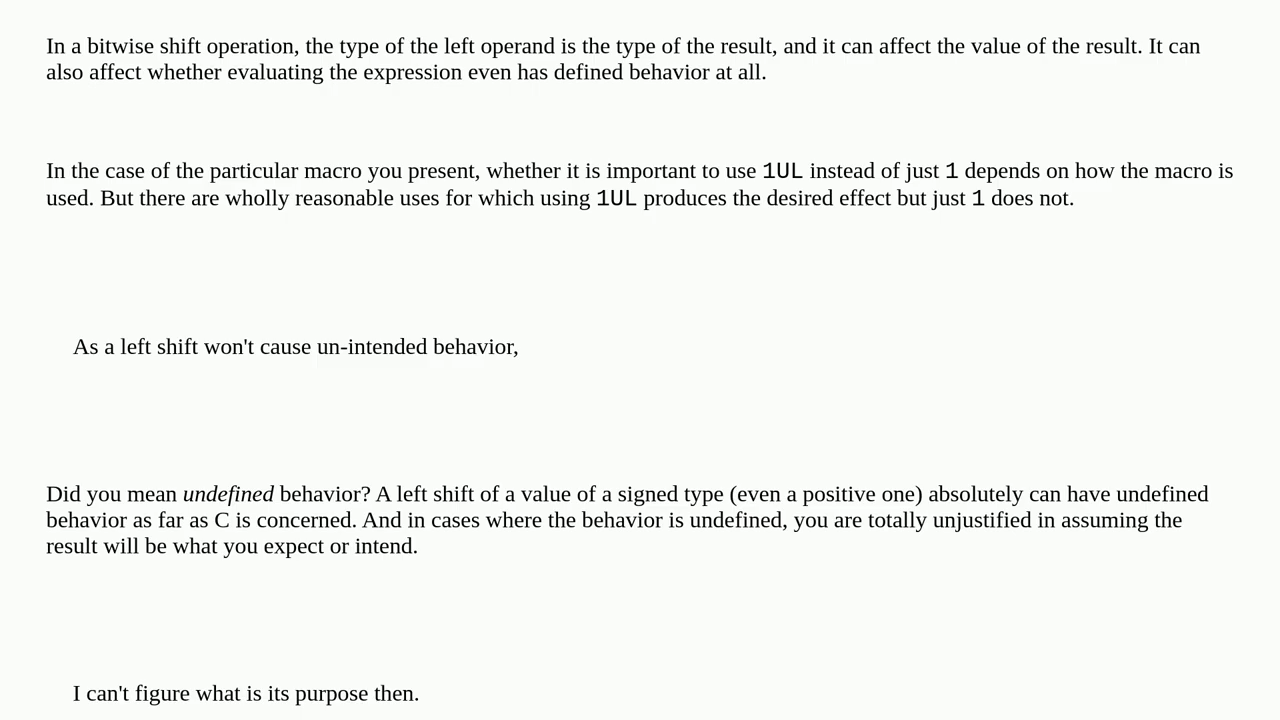 In a bitwise shift operation, the type of the left operand is the type of the result, and it can affect the value of the result. It can
also affect whether evaluating the expression even has defined behavior at all.
In the case of the particular macro you present, whether it is important to use 1UL instead of just 1 depends on how the macro is
used. But there are wholly reasonable uses for which using 1UL produces the desired effect but just 1 does not.
As a left shift won't cause un-intended behavior,
Did you mean undefined behavior? A left shift of a value of a signed type (even a positive one) absolutely can have undefined
behavior as far as C is concerned. And in cases where the behavior is undefined, you are totally unjustified in assuming the
result will be what you expect or intend.
I can't figure what is its purpose then.